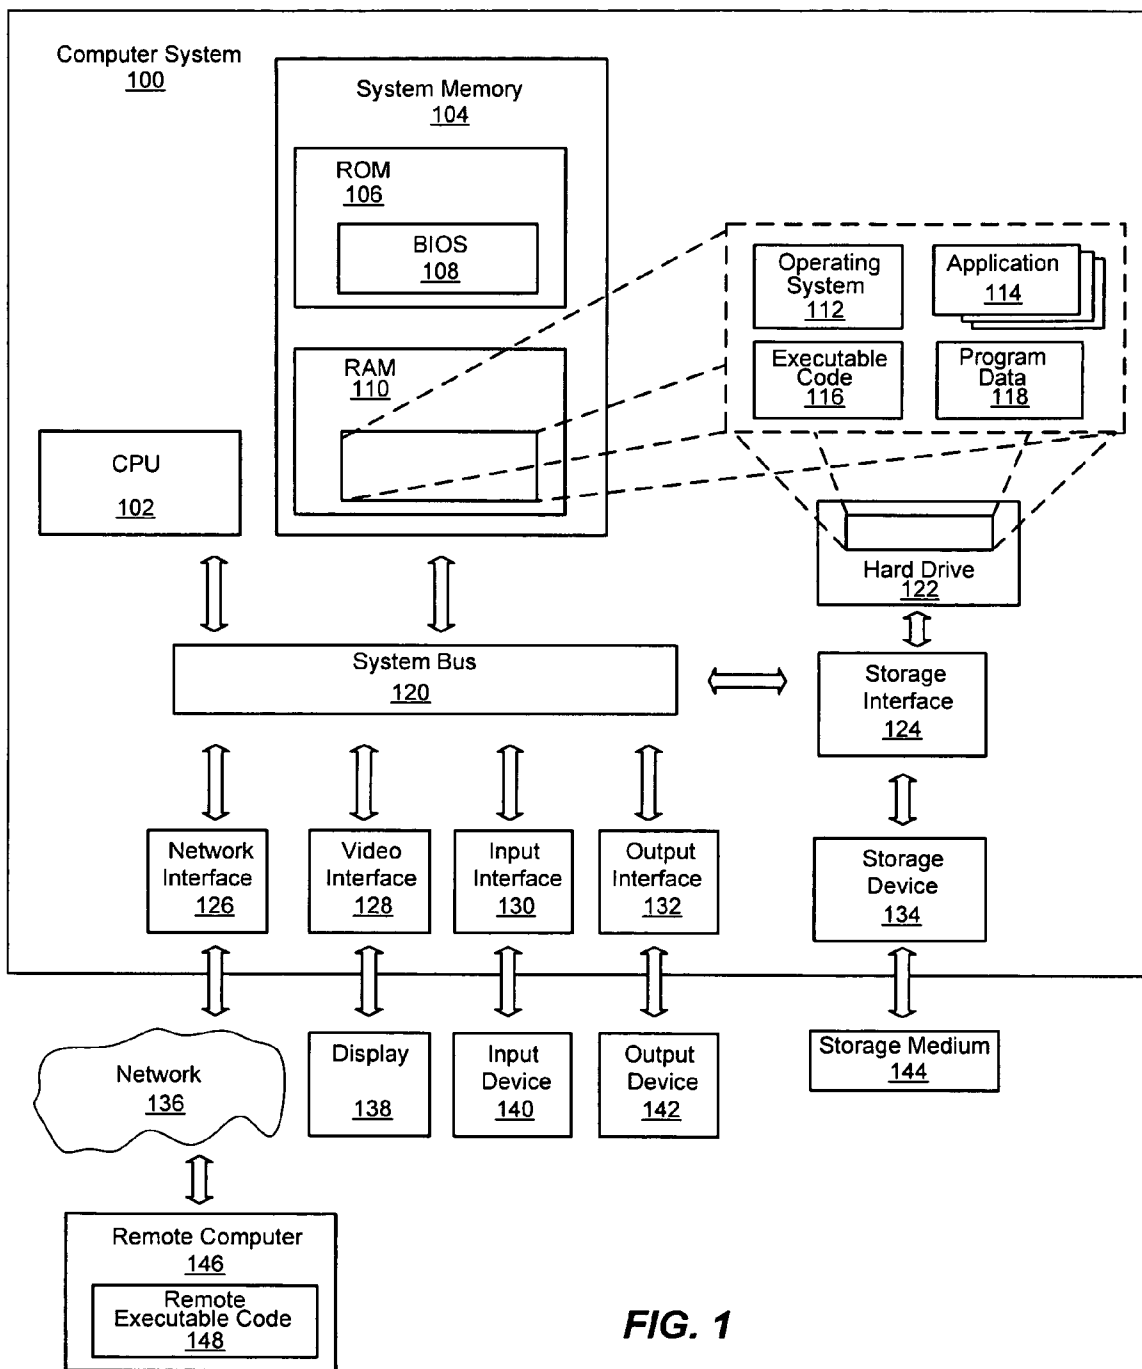 Computer System
100
System Memory
104
ROM
106
BIOS
108
RAM
110
Operating
System
112
Application
114
Executable
Code
116
Program
Data
118
CPU
102
Hard Drive
122
System Bus
120
Storage
Interface
124
Network
Interface
126
Video
Interface
128
Input
Interface
130
Output
Interface
132
Storage
Device
134
Network
136
Display
138
Input
Device
140
Output
Device
142
Storage Medium
144
Remote Computer
146
Remote
Executable Code
148
FIG. 1